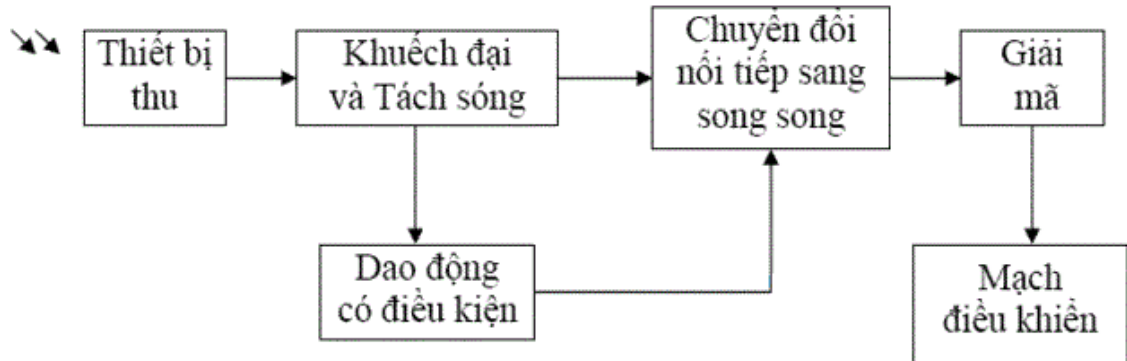 Thiết bị
thu
Khuếch đại
và Tách sóng
Chuyển đổi
nối tiếp sang
song song
Giải
mã
Dao động
có điều kiện
Mạch
điều khiển